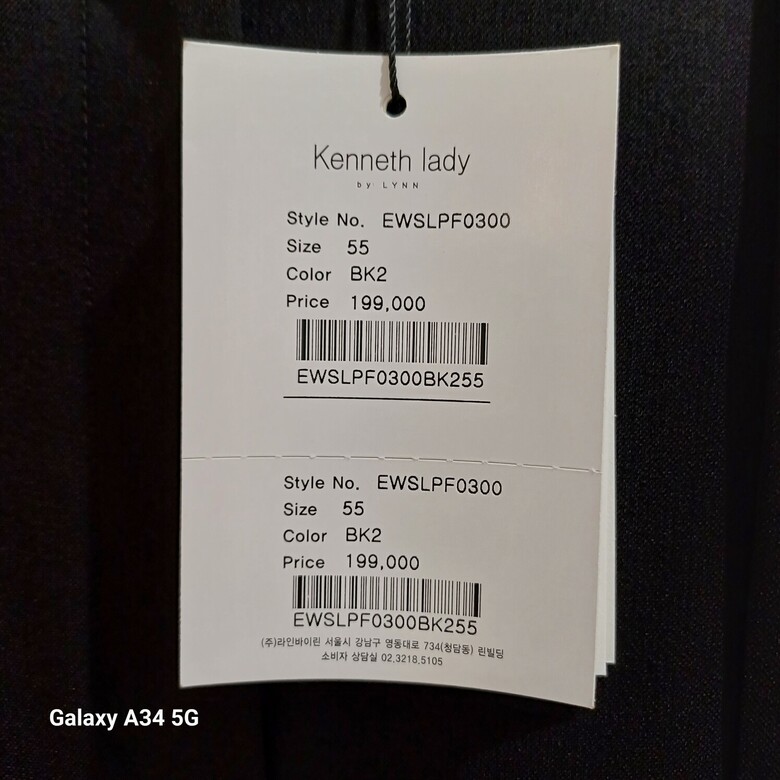 Kenneth lady
by LYNN
Style No. EWSLPF0300
Size 55
Color BK2
Price 199,000
EWSLPF0300BK255
Style No. EWSLPF0300
Size 55
Color BK2
Price 199,000
EWSLPF0300BK255
(주)라인바이린 서울시 강남구 영동대로 734(청담동) 린빌딩
소비자 상담실 02.3218.5105
Galaxy A34 5G